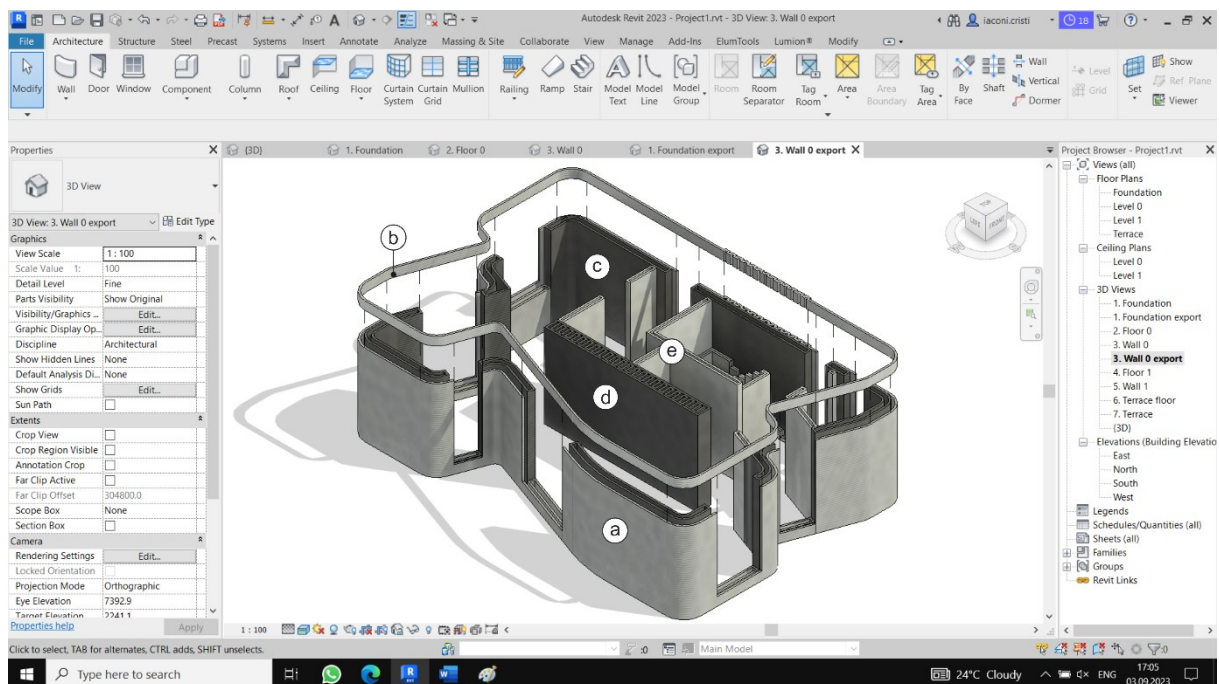 Autodesk Revit 2023 - Project1.rvt - 3D View: 3. Wall 0 export
iaconi.cristi
18
File Architecture Structure Steel Precast Systems Insert Annotate Analyze Massing & Site Collaborate View Manage Add-Ins ElumTools Lumion® Modify
Modify Wall Door Window Component Column Roof Ceiling Floor Curtain System Curtain Grid Mullion Railing Ramp Stair Model Text Model Line Model Group Room Room Separator Tag Room Area Area Boundary Tag Area By Face Shaft Wall Vertical Dormer Level Grid Set Show Ref Plane Viewer
Properties
{3D} 1. Foundation 2. Floor 0 3. Wall 0 1. Foundation export 3. Wall 0 export
3D View
3D View: 3. Wall 0 export Edit Type
Graphics
View Scale 1 : 100
Scale Value 1: 100
Detail Level Fine
Parts Visibility Show Original
Visibility/Graphics ... Edit...
Graphic Display Op... Edit...
Discipline Architectural
Show Hidden Lines None
Default Analysis Di... None
Show Grids Edit...
Sun Path
Extents
Crop View
Crop Region Visible
Annotation Crop
Far Clip Active
Far Clip Offset 304800.0
Scope Box None
Section Box
Camera
Rendering Settings Edit...
Locked Orientation
Projection Mode Orthographic
Eye Elevation 7392.9
Target Elevation 2241.1
Properties help Apply
b
c
e
d
a
TOP
LEFT FRONT
Project Browser - Project1.rvt
Views (all)
Floor Plans
Foundation
Level 0
Level 1
Terrace
Ceiling Plans
Level 0
Level 1
3D Views
1. Foundation
1. Foundation export
2. Floor 0
3. Wall 0
3. Wall 0 export
4. Floor 1
5. Wall 1
6. Terrace floor
7. Terrace
{3D}
Elevations (Building Elevatio
East
North
South
West
Legends
Schedules/Quantities (all)
Sheets (all)
Families
Groups
Revit Links
1 : 100
Click to select, TAB for alternates, CTRL adds, SHIFT unselects.
:0 Main Model :0
Type here to search
24°C Cloudy ENG 17:05
03.09.2023